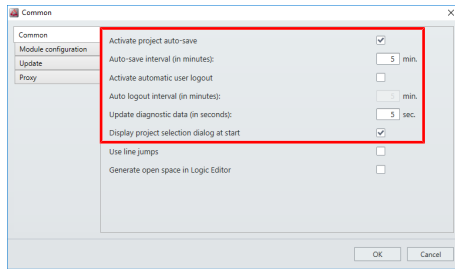 Common
Common
Module configuration
Update
Proxy
Activate project auto-save
Auto-save interval (in minutes): 5 min.
Activate automatic user logout
Auto logout interval (in minutes): 5 min.
Update diagnostic data (in seconds): 5 sec.
Display project selection dialog at start
Use line jumps
Generate open space in Logic Editor
OK Cancel